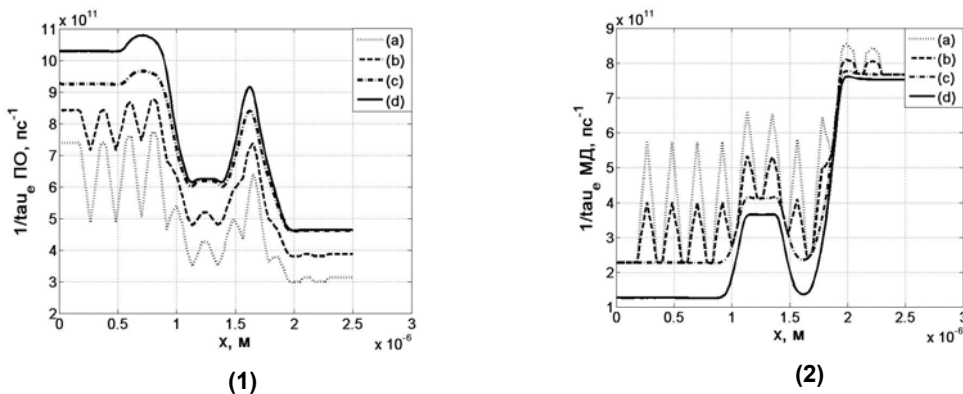 x 10^11
11
10
9
8
7
6
5
4
3
2
0 0.5 1 1.5 2 2.5 3
x 10^-6
x, м
1/tau_e ПО, пс^-1
(a)
(b)
(c)
(d)
(1)
x 10^11
9
8
7
6
5
4
3
2
1
0 0.5 1 1.5 2 2.5 3
x 10^-6
x, м
1/tau_e МД, пс^-1
(a)
(b)
(c)
(d)
(2)